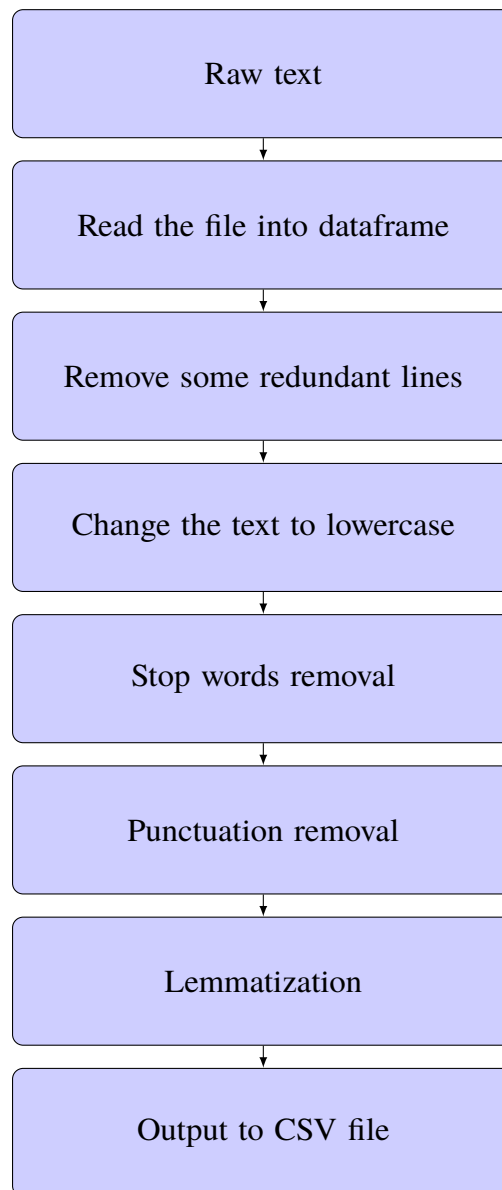 Raw text
Read the file into dataframe
Remove some redundant lines
Change the text to lowercase
Stop words removal
Punctuation removal
Lemmatization
Output to CSV file